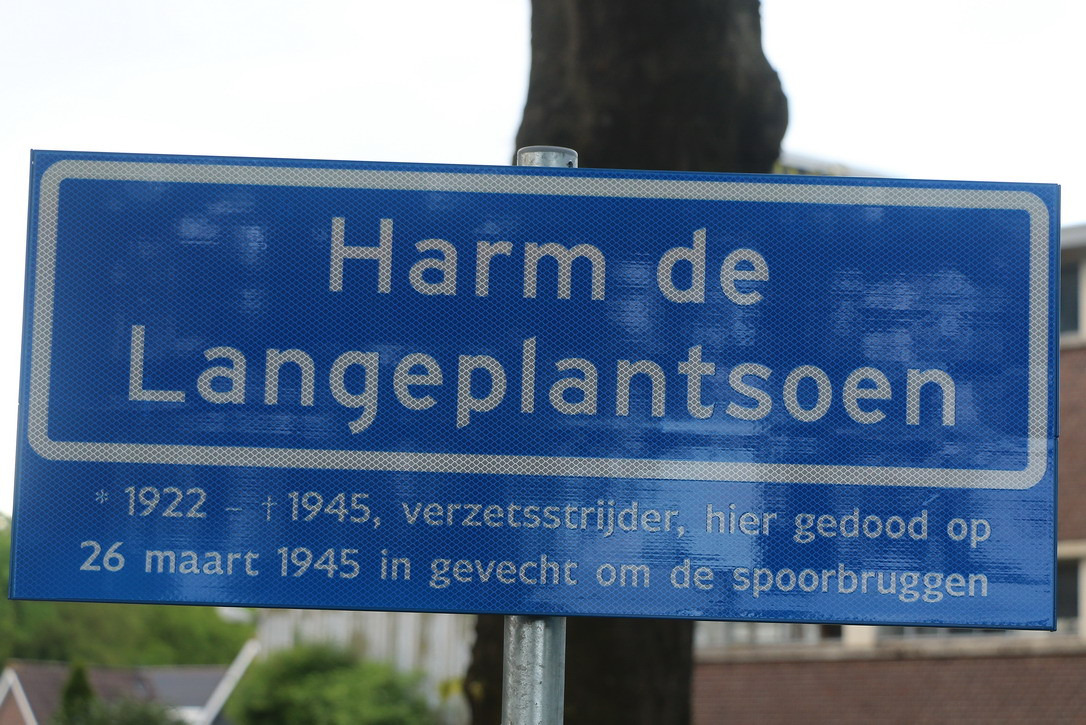 Harm de
Langeplantsoen
* 1922 – † 1945, verzetsstrijder, hier gedood op
26 maart 1945 in gevecht om de spoorbruggen